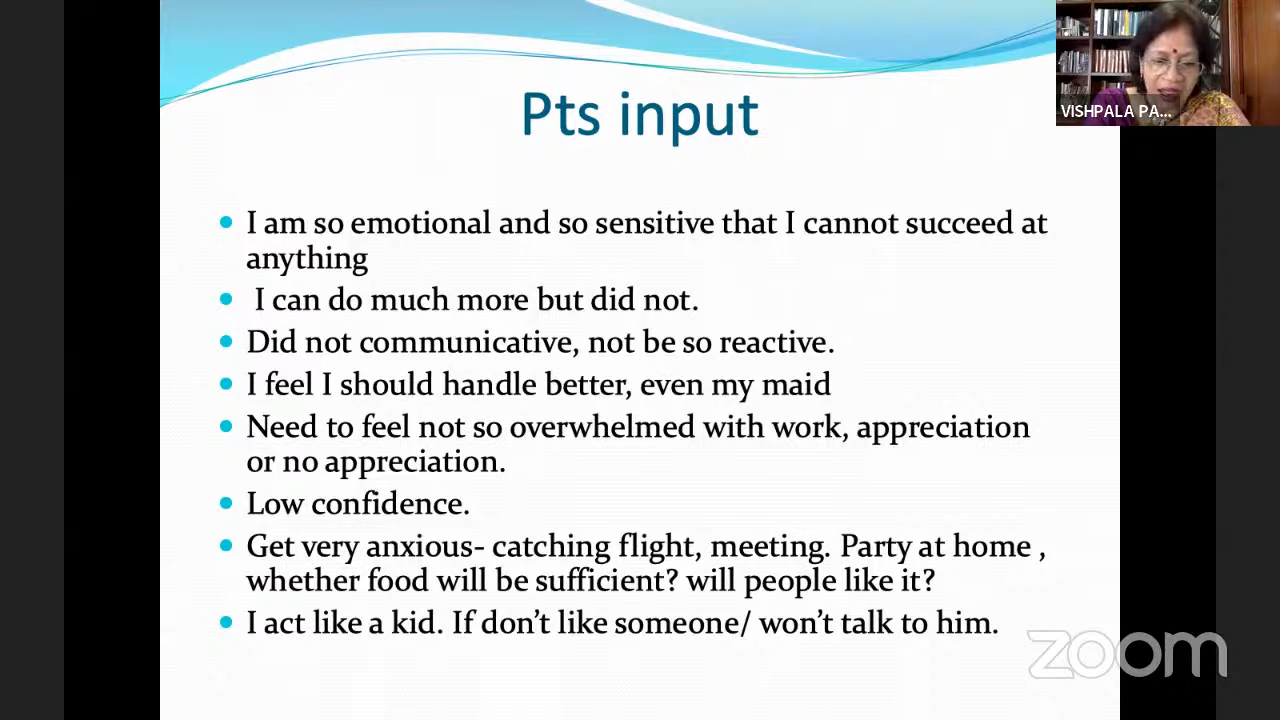 VISHPALA PA...
Pts input
• I am so emotional and so sensitive that I cannot succeed at
anything
• I can do much more but did not.
• Did not communicative, not be so reactive.
• I feel I should handle better, even my maid
• Need to feel not so overwhelmed with work, appreciation
or no appreciation.
• Low confidence.
• Get very anxious- catching flight, meeting. Party at home ,
whether food will be sufficient? will people like it?
• I act like a kid. If don’t like someone/ won’t talk to him.
zoom